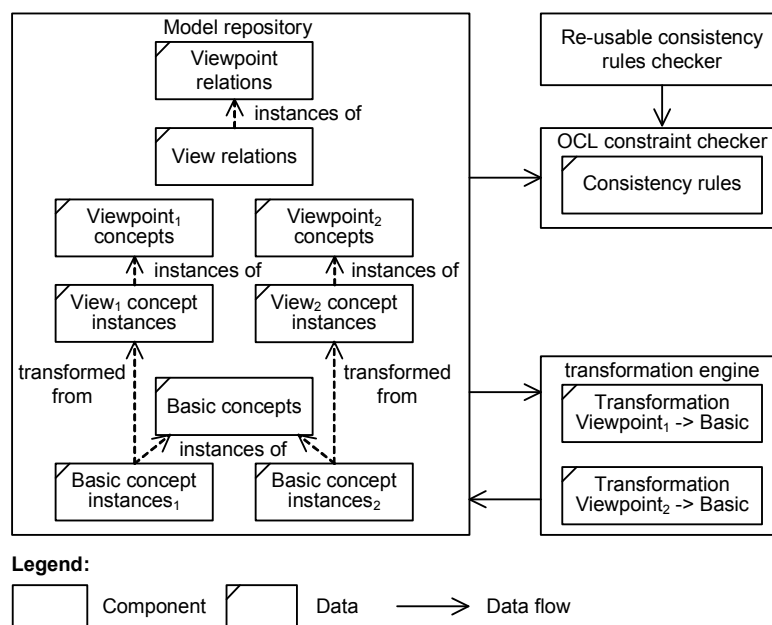 Model repository
Viewpoint
relations
instances of
View relations
Viewpoint₁
concepts
Viewpoint₂
concepts
instances of
instances of
View₁ concept
instances
View₂ concept
instances
transformed
from
transformed
from
Basic concepts
instances of
Basic concept
instances₁
Basic concept
instances₂
Re-usable consistency
rules checker
OCL constraint checker
Consistency rules
transformation engine
Transformation
Viewpoint₁ -> Basic
Transformation
Viewpoint₂ -> Basic
Legend:
Component
Data
Data flow